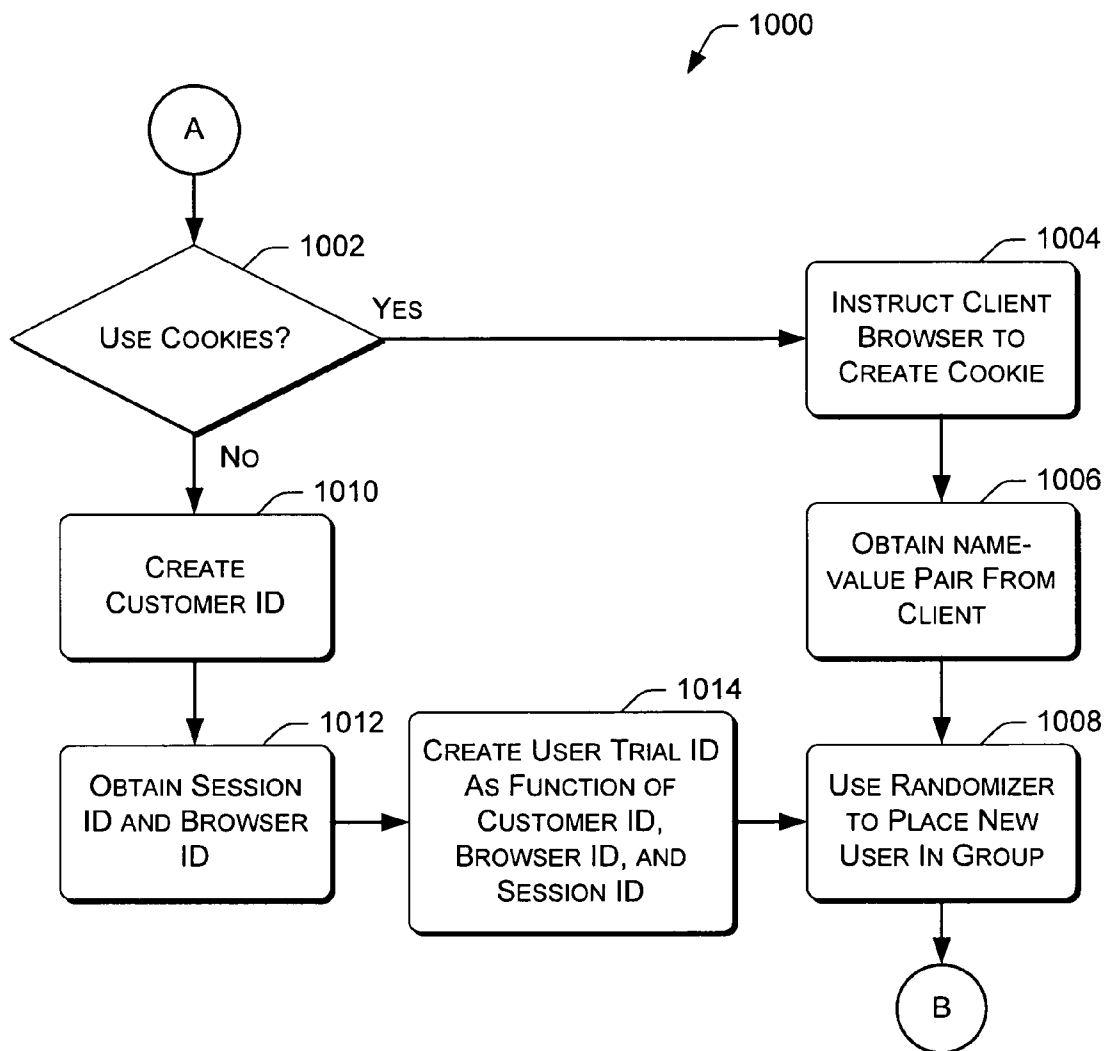 1000
A
1002
USE COOKIES?
YES
NO
1004
INSTRUCT CLIENT
BROWSER TO
CREATE COOKIE
1006
OBTAIN NAME-
VALUE PAIR FROM
CLIENT
1010
CREATE
CUSTOMER ID
1012
OBTAIN SESSION
ID AND BROWSER
ID
1014
CREATE USER TRIAL ID
AS FUNCTION OF
CUSTOMER ID,
BROWSER ID, AND
SESSION ID
1008
USE RANDOMIZER
TO PLACE NEW
USER IN GROUP
B